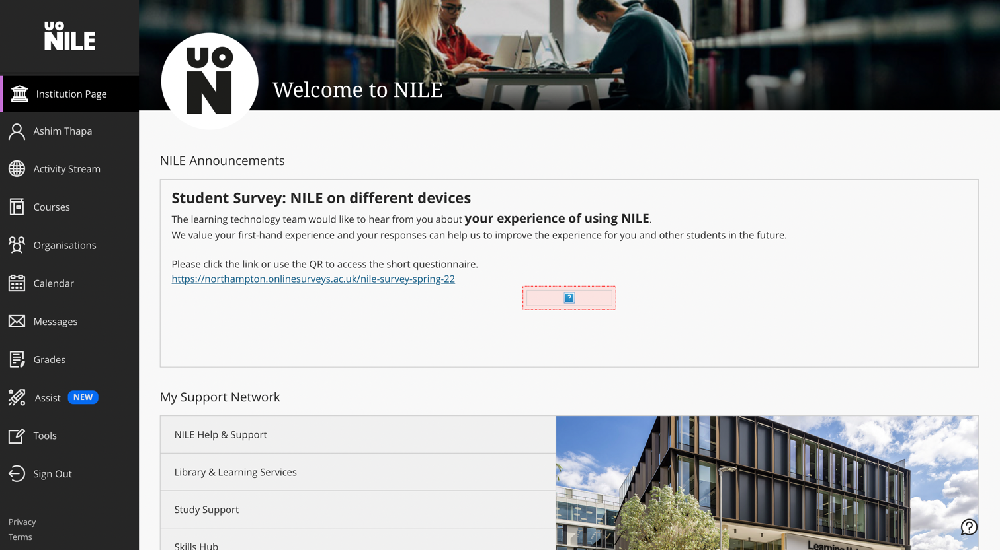 UO
NILE
Institution Page
Ashim Thapa
Activity Stream
Courses
Organisations
Calendar
Messages
Grades
Assist NEW
Tools
Sign Out
Privacy
Terms
UON
Welcome to NILE
NILE Announcements
Student Survey: NILE on different devices
The learning technology team would like to hear from you about your experience of using NILE.
We value your first-hand experience and your responses can help us to improve the experience for you and other students in the future.
Please click the link or use the QR to access the short questionnaire.
https://northampton.onlinesurveys.ac.uk/nile-survey-spring-22
?
My Support Network
NILE Help & Support
Library & Learning Services
Study Support
Skills Hub
Learning
?